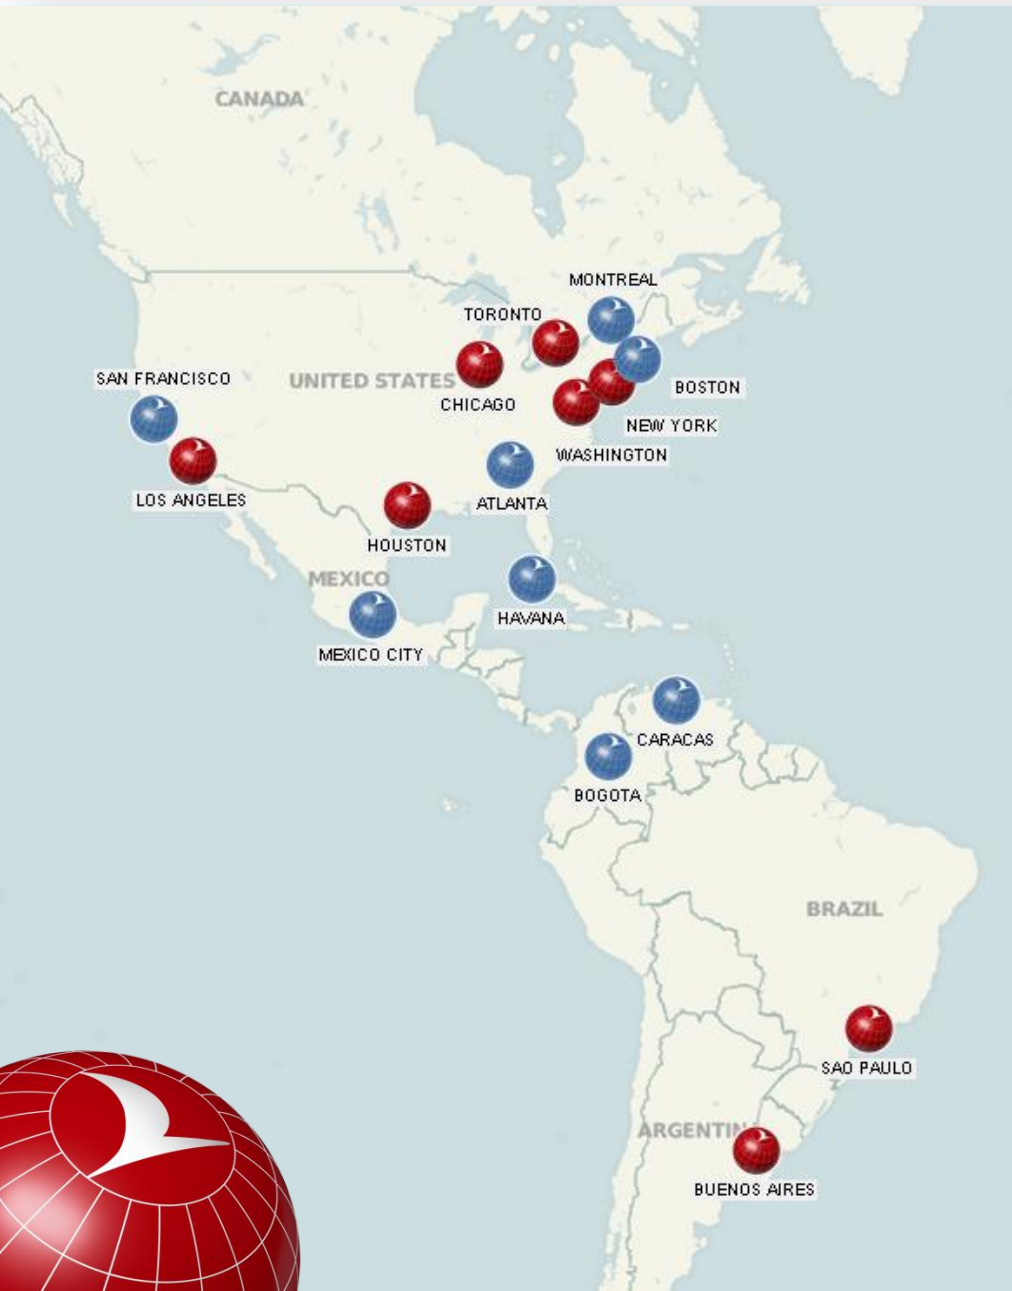 CANADA
MONTREAL
TORONTO
SAN FRANCISCO
UNITED STATES
BOSTON
CHICAGO
NEW YORK
WASHINGTON
LOS ANGELES
ATLANTA
HOUSTON
MEXICO
HAVANA
MEXICO CITY
CARACAS
BOGOTA
BRAZIL
SAO PAULO
ARGENTIN
BUENOS AIRES